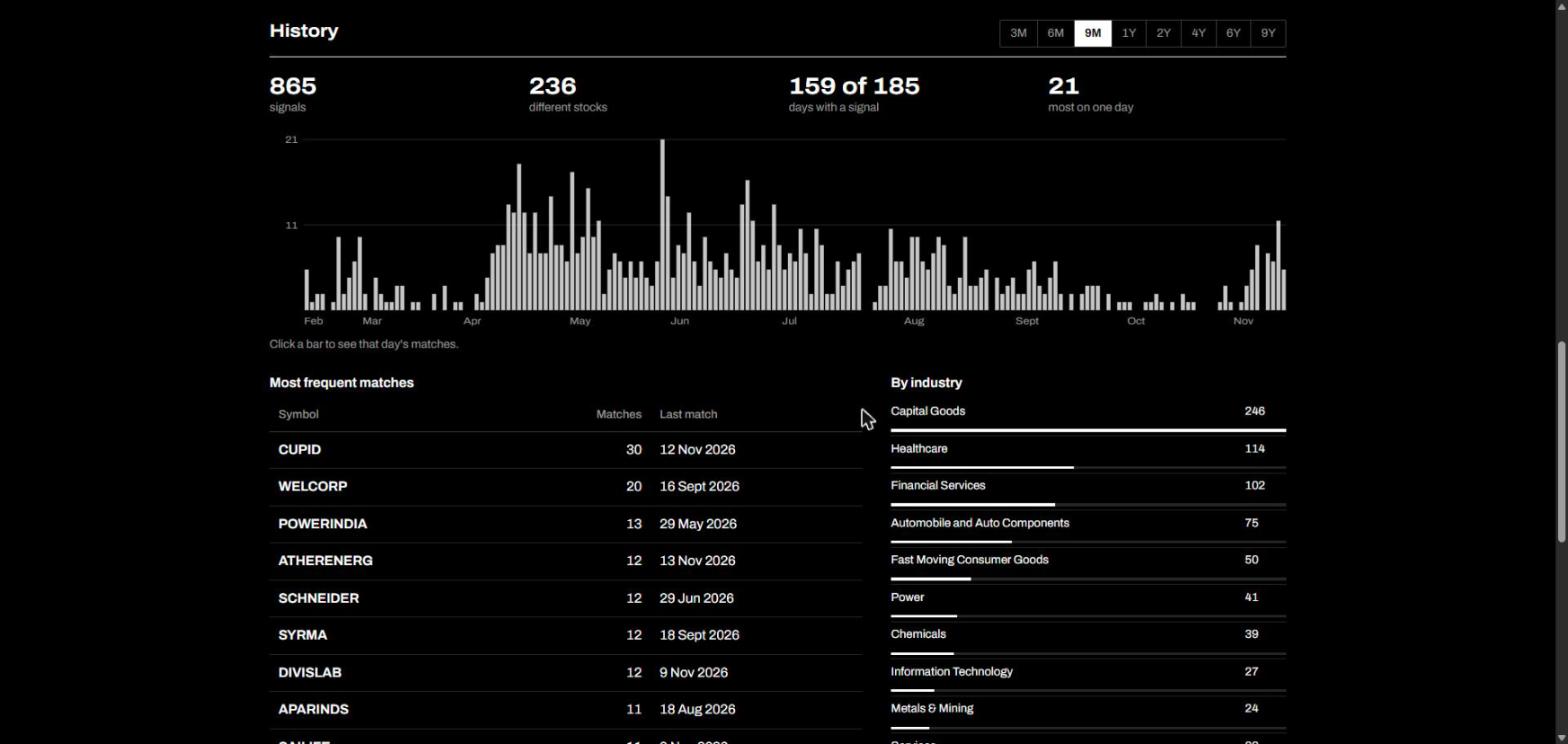 History
3M 6M 9M 1Y 2Y 4Y 6Y 9Y
865 236 159 of 185 21
signals different stocks days with a signal most on one day
21
11
Feb Mar Apr May Jun Jul Aug Sept Oct Nov
Click a bar to see that day's matches.
Most frequent matches
Symbol Matches Last match
CUPID 30 12 Nov 2026
WELCORP 20 16 Sept 2026
POWERINDIA 13 29 May 2026
ATHERENERG 12 13 Nov 2026
SCHNEIDER 12 29 Jun 2026
SYRMA 12 18 Sept 2026
DIVISLAB 12 9 Nov 2026
APARINDS 11 18 Aug 2026
By industry
Capital Goods 246
Healthcare 114
Financial Services 102
Automobile and Auto Components 75
Fast Moving Consumer Goods 50
Power 41
Chemicals 39
Information Technology 27
Metals & Mining 24